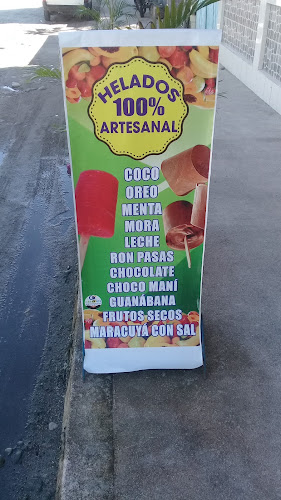 HELADOS
100%
ARTESANAL
COCO
OREO
MENTA
MORA
LECHE
RON PASAS
CHOCOLATE
CHOCO MANÍ
GUANÁBANA
FRUTOS SECOS
MARACUYÁ CON SAL